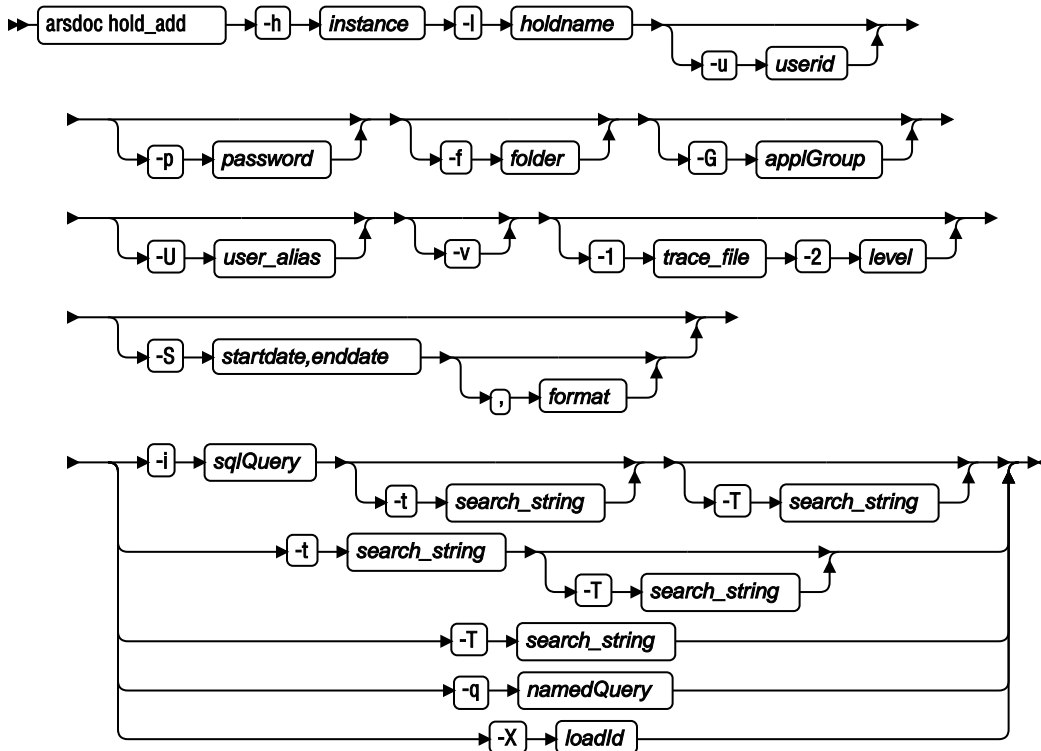 arsdoc hold_add -h instance -l holdname
-u userid
-p password -f folder -G applGroup
-U user_alias -v -1 trace_file -2 level
-S startdate,enddate
, format
-i sqlQuery
-t search_string -T search_string
-t search_string
-T search_string
-T search_string
-q namedQuery
-X loadId